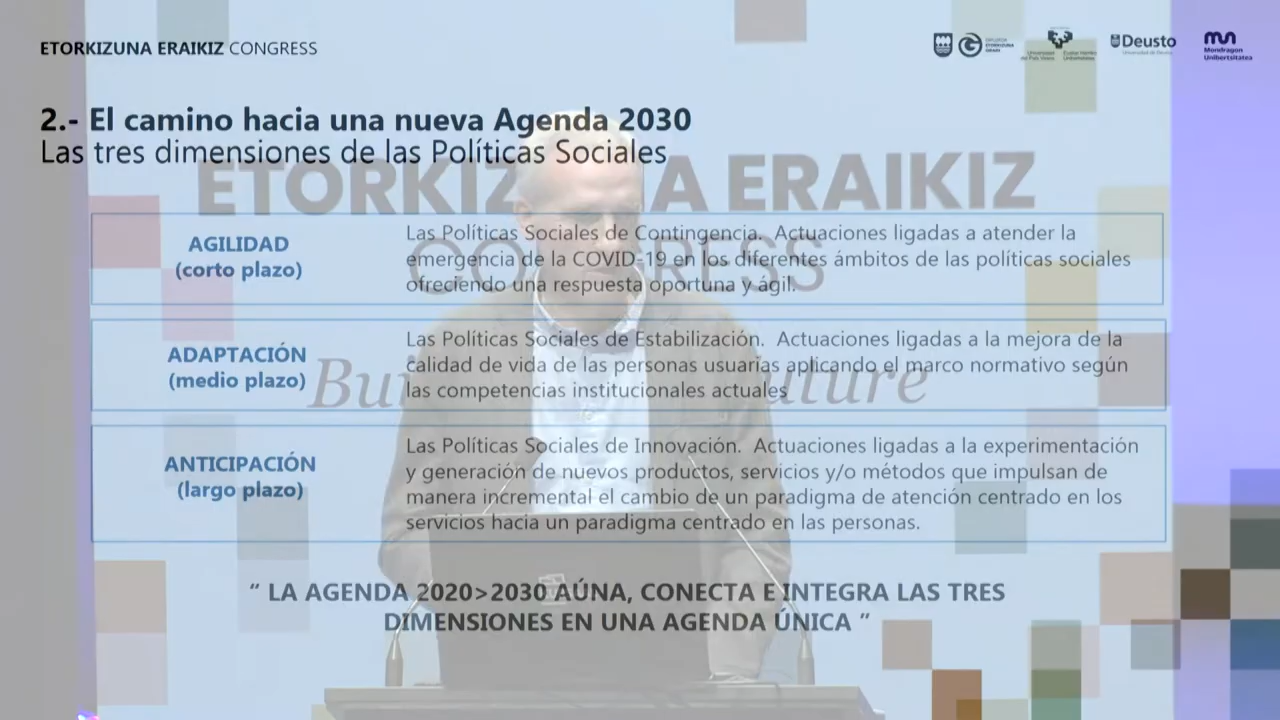 ETORKIZUNA ERAIKIZ CONGRESS
Deusto
Mondragon
Unibertsitatea
2.- El camino hacia una nueva Agenda 2030
Las tres dimensiones de las Políticas Sociales
ETORKIZUNA ERAIKIZ
CONGRESS
AGILIDAD
(corto plazo)
Las Políticas Sociales de Contingencia. Actuaciones ligadas a atender la
emergencia de la COVID-19 en los diferentes ámbitos de las políticas sociales
ofreciendo una respuesta oportuna y ágil.
ADAPTACIÓN
(medio plazo)
Las Políticas Sociales de Estabilización. Actuaciones ligadas a la mejora de la
calidad de vida de las personas usuarias aplicando el marco normativo según
las competencias institucionales actuales
ANTICIPACIÓN
(largo plazo)
Las Políticas Sociales de Innovación. Actuaciones ligadas a la experimentación
y generación de nuevos productos, servicios y/o métodos que impulsan de
manera incremental el cambio de un paradigma de atención centrado en los
servicios hacia un paradigma centrado en las personas.
“ LA AGENDA 2020>2030 AÚNA, CONECTA E INTEGRA LAS TRES
DIMENSIONES EN UNA AGENDA ÚNICA ”